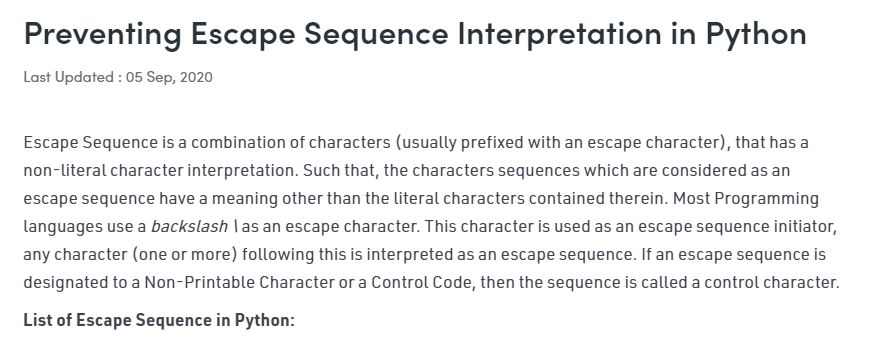 Preventing Escape Sequence Interpretation in Python
Last Updated : 05 Sep, 2020
Escape Sequence is a combination of characters (usually prefixed with an escape character), that has a
non-literal character interpretation. Such that, the characters sequences which are considered as an
escape sequence have a meaning other than the literal characters contained therein. Most Programming
languages use a backslash \ as an escape character. This character is used as an escape sequence initiator,
any character (one or more) following this is interpreted as an escape sequence. If an escape sequence is
designated to a Non-Printable Character or a Control Code, then the sequence is called a control character.
List of Escape Sequence in Python: